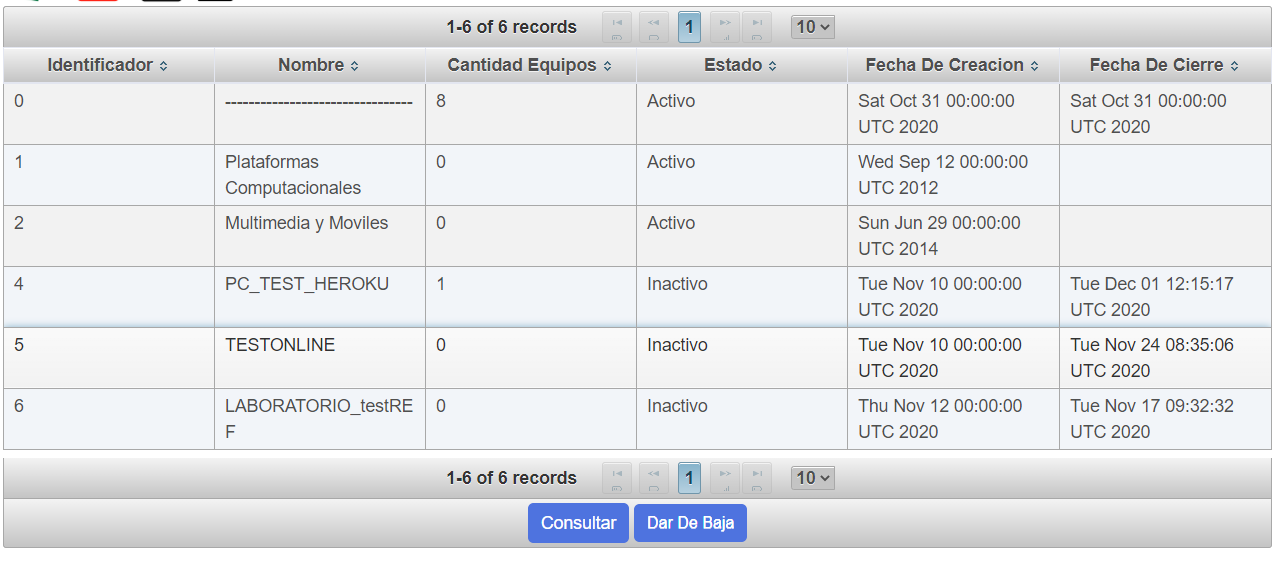 1-6 of 6 records 1 10
Identificador Nombre Cantidad Equipos Estado Fecha De Creacion Fecha De Cierre
0 -------------------------------- 8 Activo Sat Oct 31 00:00:00 Sat Oct 31 00:00:00
UTC 2020 UTC 2020
1 Plataformas 0 Activo Wed Sep 12 00:00:00
Computacionales UTC 2012
2 Multimedia y Moviles 0 Activo Sun Jun 29 00:00:00
UTC 2014
4 PC_TEST_HEROKU 1 Inactivo Tue Nov 10 00:00:00 Tue Dec 01 12:15:17
UTC 2020 UTC 2020
5 TESTONLINE 0 Inactivo Tue Nov 10 00:00:00 Tue Nov 24 08:35:06
UTC 2020 UTC 2020
6 LABORATORIO_testRE 0 Inactivo Thu Nov 12 00:00:00 Tue Nov 17 09:32:32
F UTC 2020 UTC 2020
1-6 of 6 records 1 10
Consultar Dar De Baja